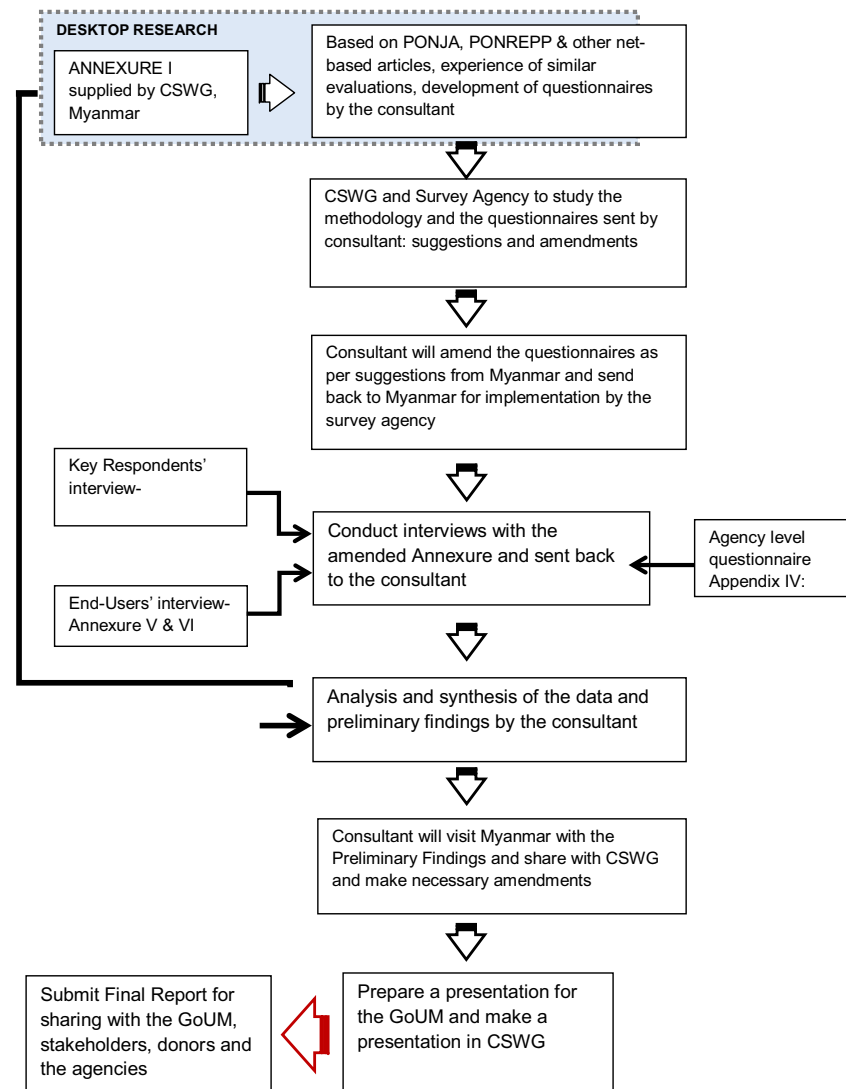 DESKTOP RESEARCH
ANNEXURE I
supplied by CSWG,
Myanmar
Based on PONJA, PONREPP & other net-
based articles, experience of similar
evaluations, development of questionnaires
by the consultant
CSWG and Survey Agency to study the
methodology and the questionnaires sent by
consultant: suggestions and amendments
Consultant will amend the questionnaires as
per suggestions from Myanmar and send
back to Myanmar for implementation by the
survey agency
Key Respondents'
interview-
Conduct interviews with the
amended Annexure and sent back
to the consultant
Agency level
questionnaire
Appendix IV:
End-Users' interview-
Annexure V & VI
Analysis and synthesis of the data and
preliminary findings by the consultant
Consultant will visit Myanmar with the
Preliminary Findings and share with CSWG
and make necessary amendments
Submit Final Report for
sharing with the GoUM,
stakeholders, donors and
the agencies
Prepare a presentation for
the GoUM and make a
presentation in CSWG